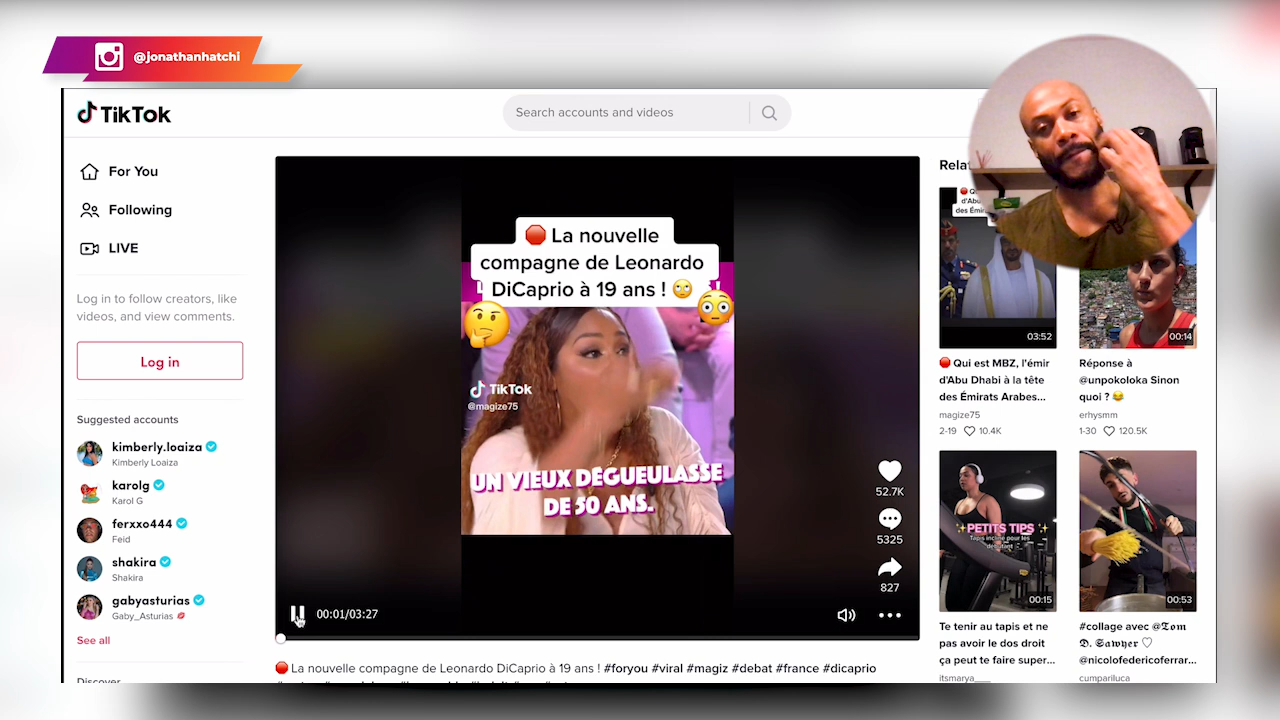 @jonathanhatchi
TikTok
Search accounts and videos
For You
Following
LIVE
Log in to follow creators, like
videos, and view comments.
Log in
Suggested accounts
kimberly.loaiza
Kimberly Loaiza
karolg
Karol G
ferxxo444
Feid
shakira
Shakira
gabyasturias
Gaby_Asturias
See all
Discover
🛑 La nouvelle
compagne de Leonardo
DiCaprio à 19 ans ! 🙄
TikTok
@magize75
UN VIEUX DÉGUEULASSE
DE 50 ANS.
52.7K
5325
827
00:01/03:27
🛑 La nouvelle compagne de Leonardo DiCaprio à 19 ans ! #foryou #viral #magiz #debat #france #dicaprio
03:52
🛑 Qui est MBZ, l'émir
d'Abu Dhabi à la tête
des Émirats Arabes...
magize75
2-19 10.4K
00:14
Réponse à
@unpokoloka Sinon
quoi ? 😂
erhysmm
1-30 120.5K
✨PETITS TIPS ✨
Tapis incliné pour les
débutant
00:15
Te tenir au tapis et ne
pas avoir le dos droit
ça peut te faire super...
itsmarya___
00:53
#collage avec @𝕿𝖔𝖒
𝕯. 𝕾𝖆𝖜𝖞𝖊𝖗 ♡
@nicolofedericoferrar...
cumpariluca